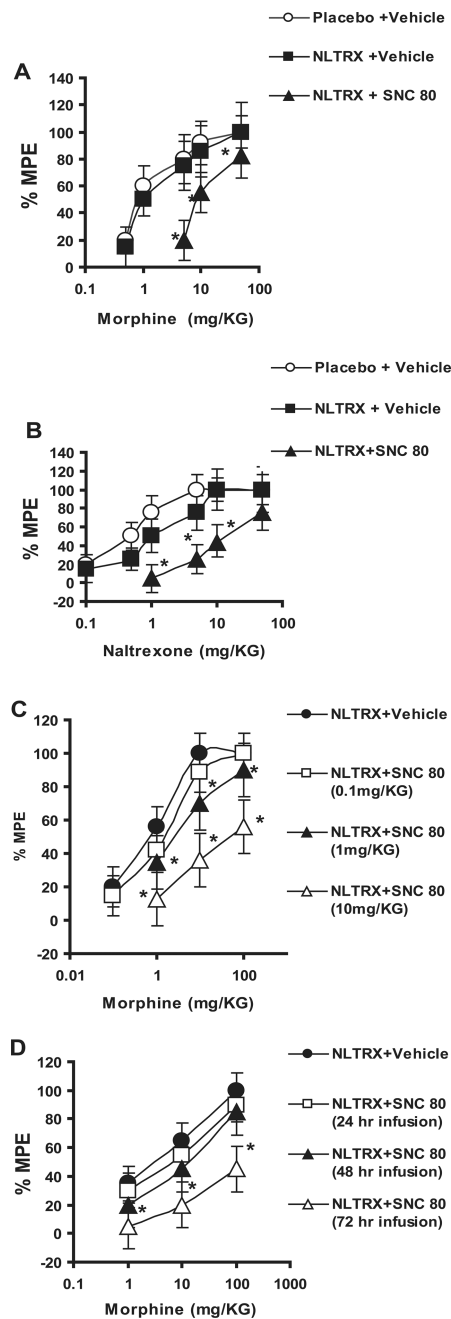 Placebo +Vehicle
NLTRX +Vehicle
NLTRX + SNC 80
A
% MPE
140
120
100
80
60
40
20
0
*
*
*
0.1 1 10 100
Morphine (mg/KG)
Placebo + Vehicle
NLTRX + Vehicle
NLTRX+SNC 80
B
% MPE
140
120
100
80
60
40
20
0
-20
*
*
*
0.1 1 10 100
Naltrexone (mg/KG)
C
NLTRX+Vehicle
NLTRX+SNC 80
(0.1mg/KG)
NLTRX+SNC 80
(1mg/KG)
NLTRX+SNC 80
(10mg/KG)
% MPE
120
100
80
60
40
20
0
-20
*
*
*
*
*
*
0.01 1 100
Morphine (mg/KG)
D
NLTRX+Vehicle
NLTRX+SNC 80
(24 hr infusion)
NLTRX+SNC 80
(48 hr infusion)
NLTRX+SNC 80
(72 hr infusion)
% MPE
120
100
80
60
40
20
0
-20
*
*
*
0.1 1 10 100 1000
Morphine (mg/KG)